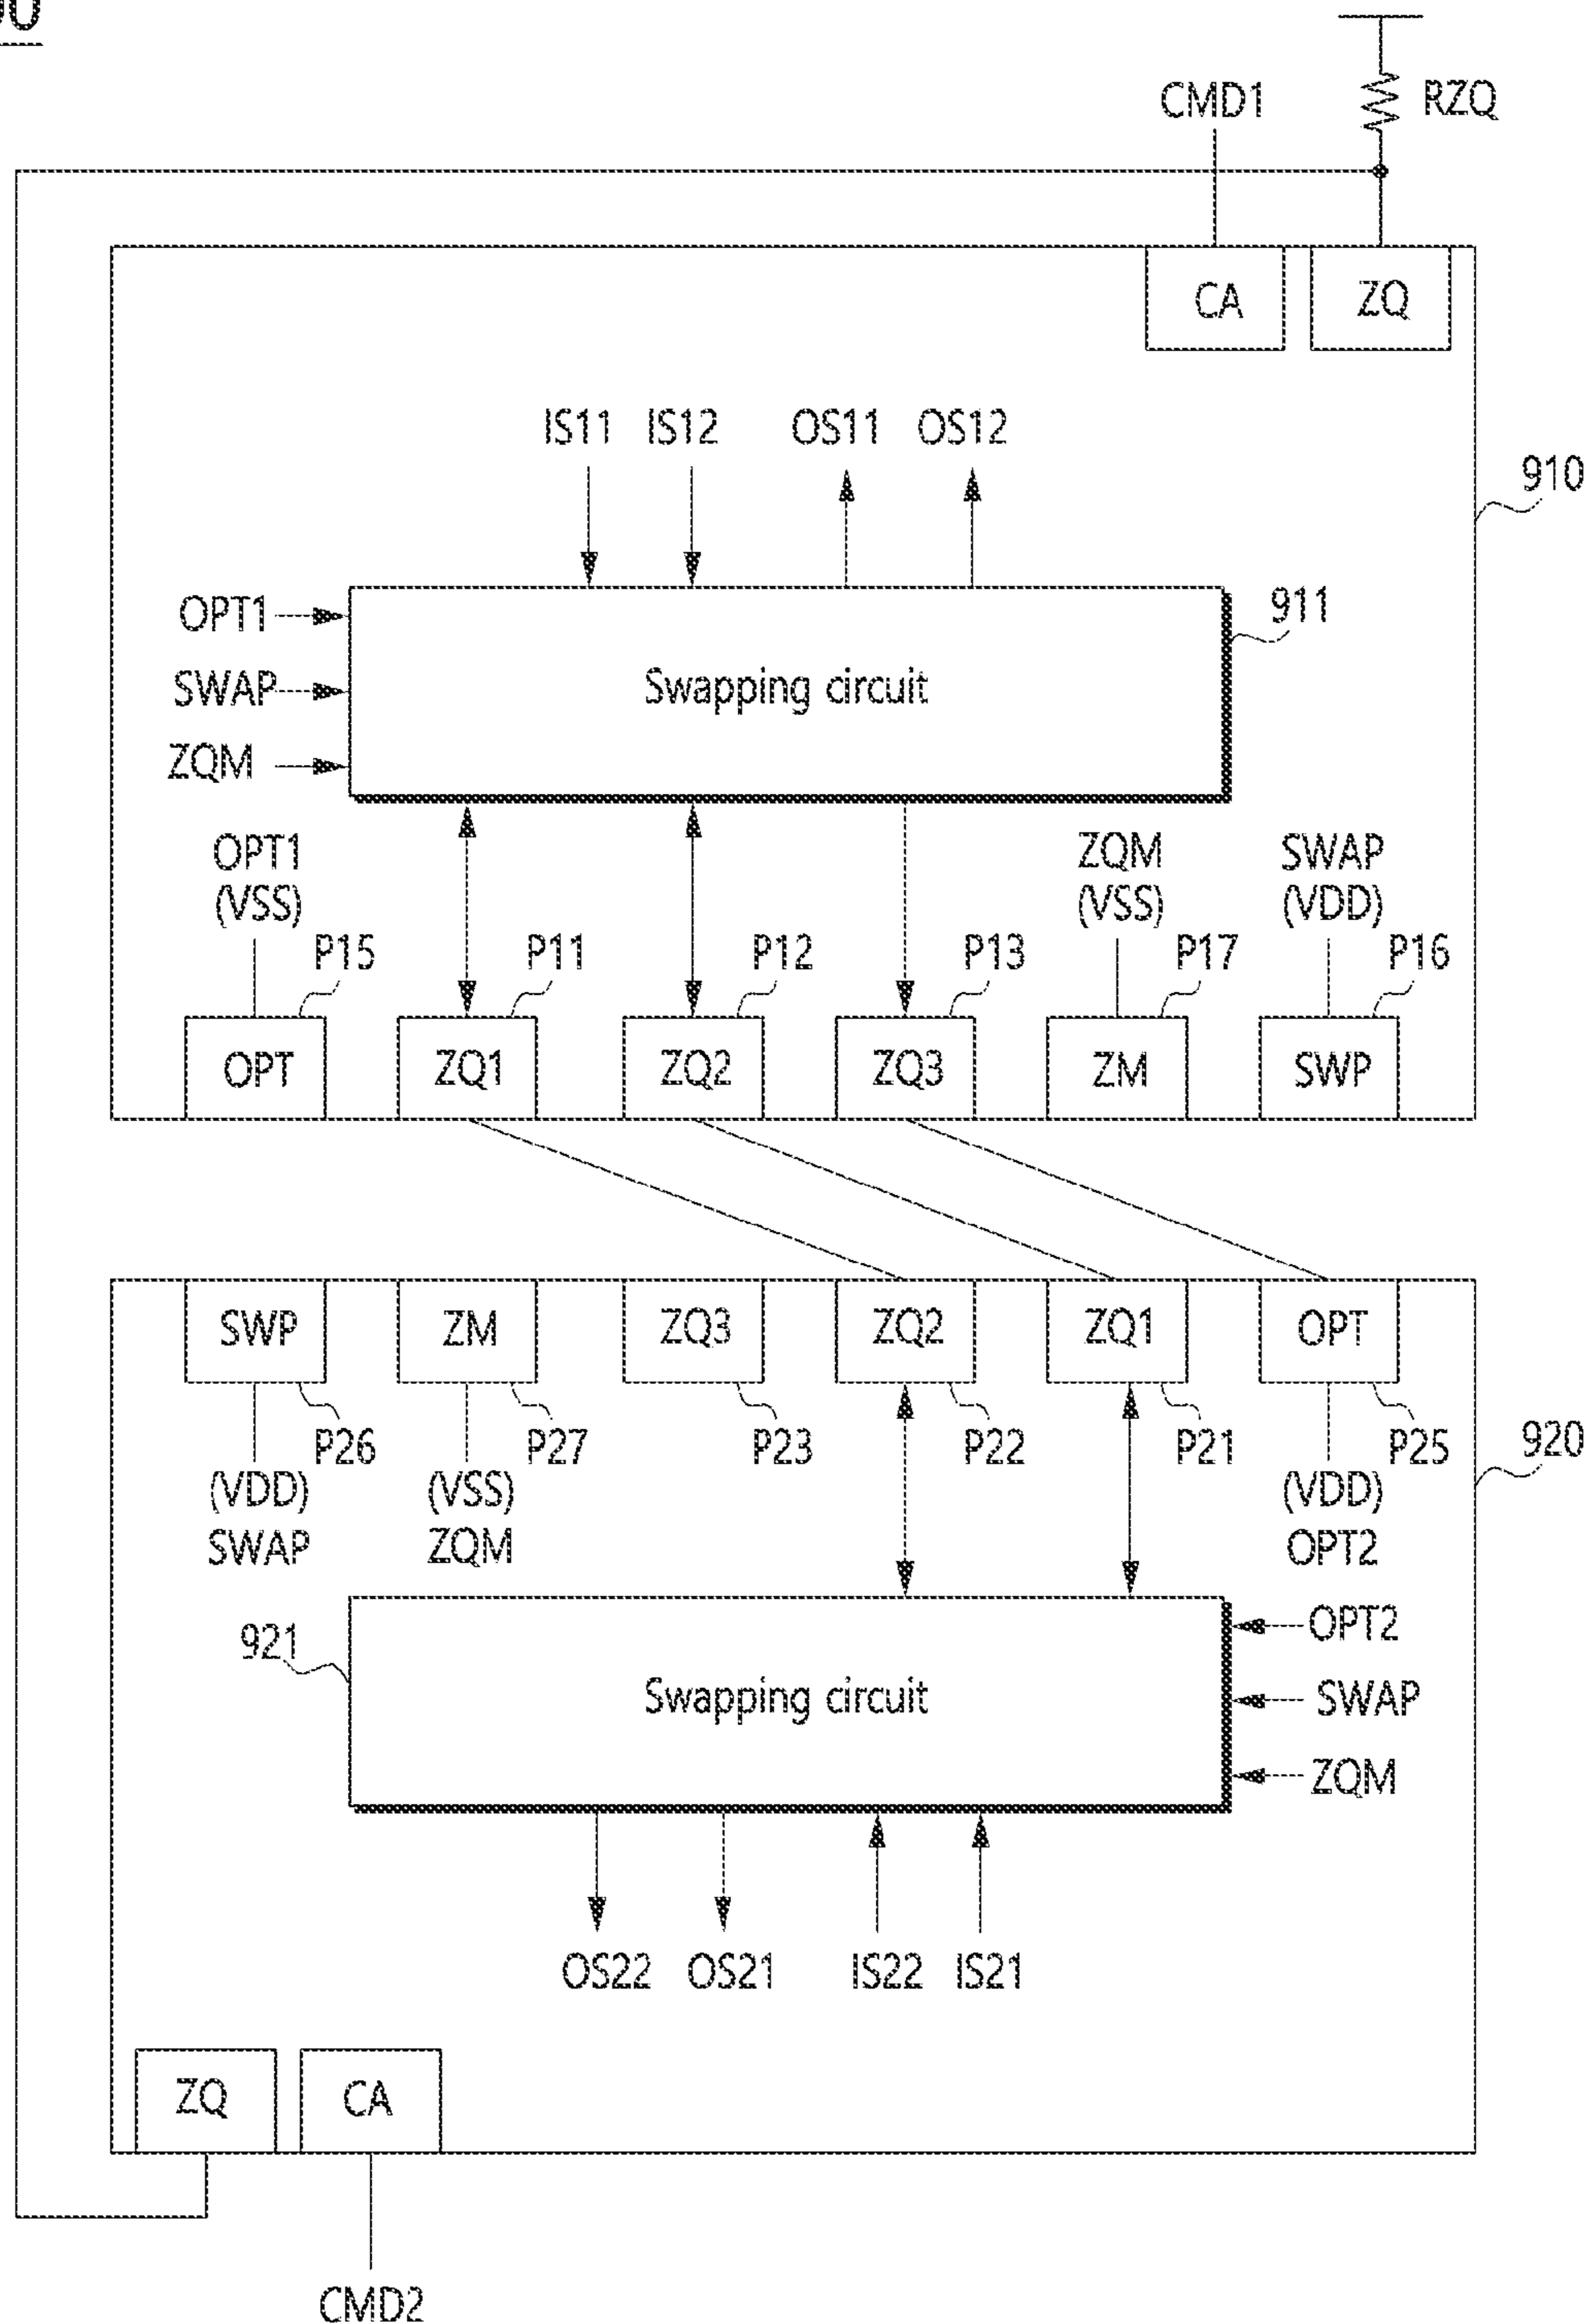 RZQ
CMD1
CA
ZQ
IS11 IS12 OS11 OS12
910
OPT1
911
SWAP
Swapping circuit
ZQM
OPT1
(VSS)
ZQM
(VSS)
SWAP
(VDD)
P15
P11
P12
P13
P17
P16
OPT
ZQ1
ZQ2
ZQ3
ZM
SWP
SWP
ZM
ZQ3
ZQ2
ZQ1
OPT
P26
P27
P23
P22
P21
P25
920
(VDD)
SWAP
(VSS)
ZQM
(VDD)
OPT2
OPT2
921
Swapping circuit
SWAP
ZQM
OS22 OS21 IS22 IS21
ZQ
CA
CMD2